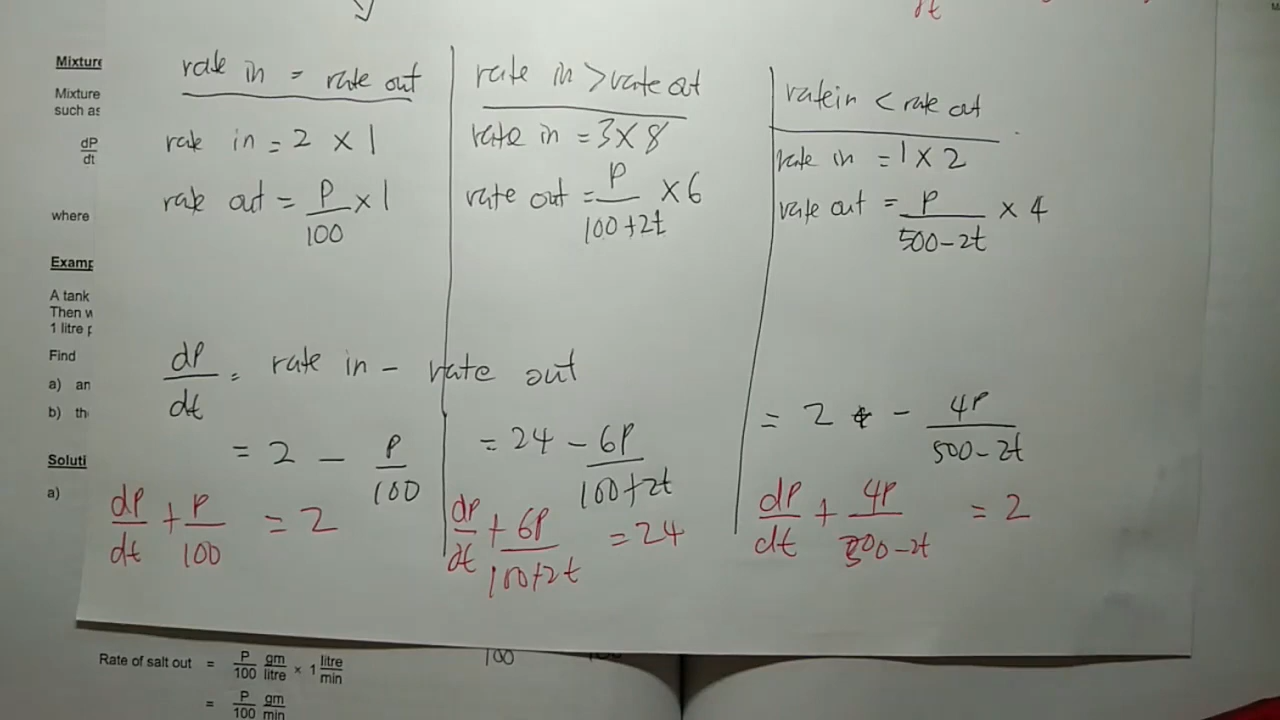 dt
Mixture
Mixture
such as
dP
dt
where
Examp
A tank
Then w
1 litre p
Find
a) an
b) th
Soluti
a)
rate in = rate out
rate in = 2 × 1
rate out = P/100 × 1
rate in > rate out
rate in = 3 × 8
rate out = P/100+2t × 6
rate in < rate out
rate in = 1 × 2
rate out = P/500-2t × 4
dP/dt = rate in - rate out
= 2 - P/100
= 24 - 6P/100+2t
= 2 - 4P/500-2t
dP/dt + P/100 = 2
dP/dt + 6P/100+2t = 24
dP/dt + 4P/500-2t = 2
Rate of salt out = P/100 gm/litre × 1 litre/min
= P/100 gm/min
100